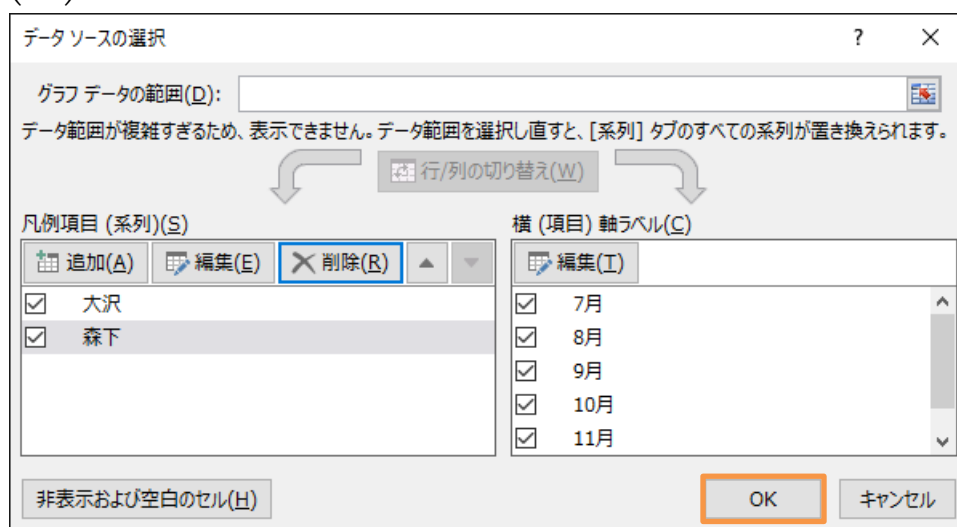 データ ソースの選択 ? ×
グラフ データの範囲(D):
データ範囲が複雑すぎるため、表示できません。データ範囲を選択し直すと、[系列] タブのすべての系列が置き換えられます。
行/列の切り替え(W)
凡例項目 (系列)(S)
追加(A) 編集(E) 削除(R)
大沢
森下
横 (項目) 軸ラベル(C)
編集(T)
7月
8月
9月
10月
11月
非表示および空白のセル(H)
OK キャンセル